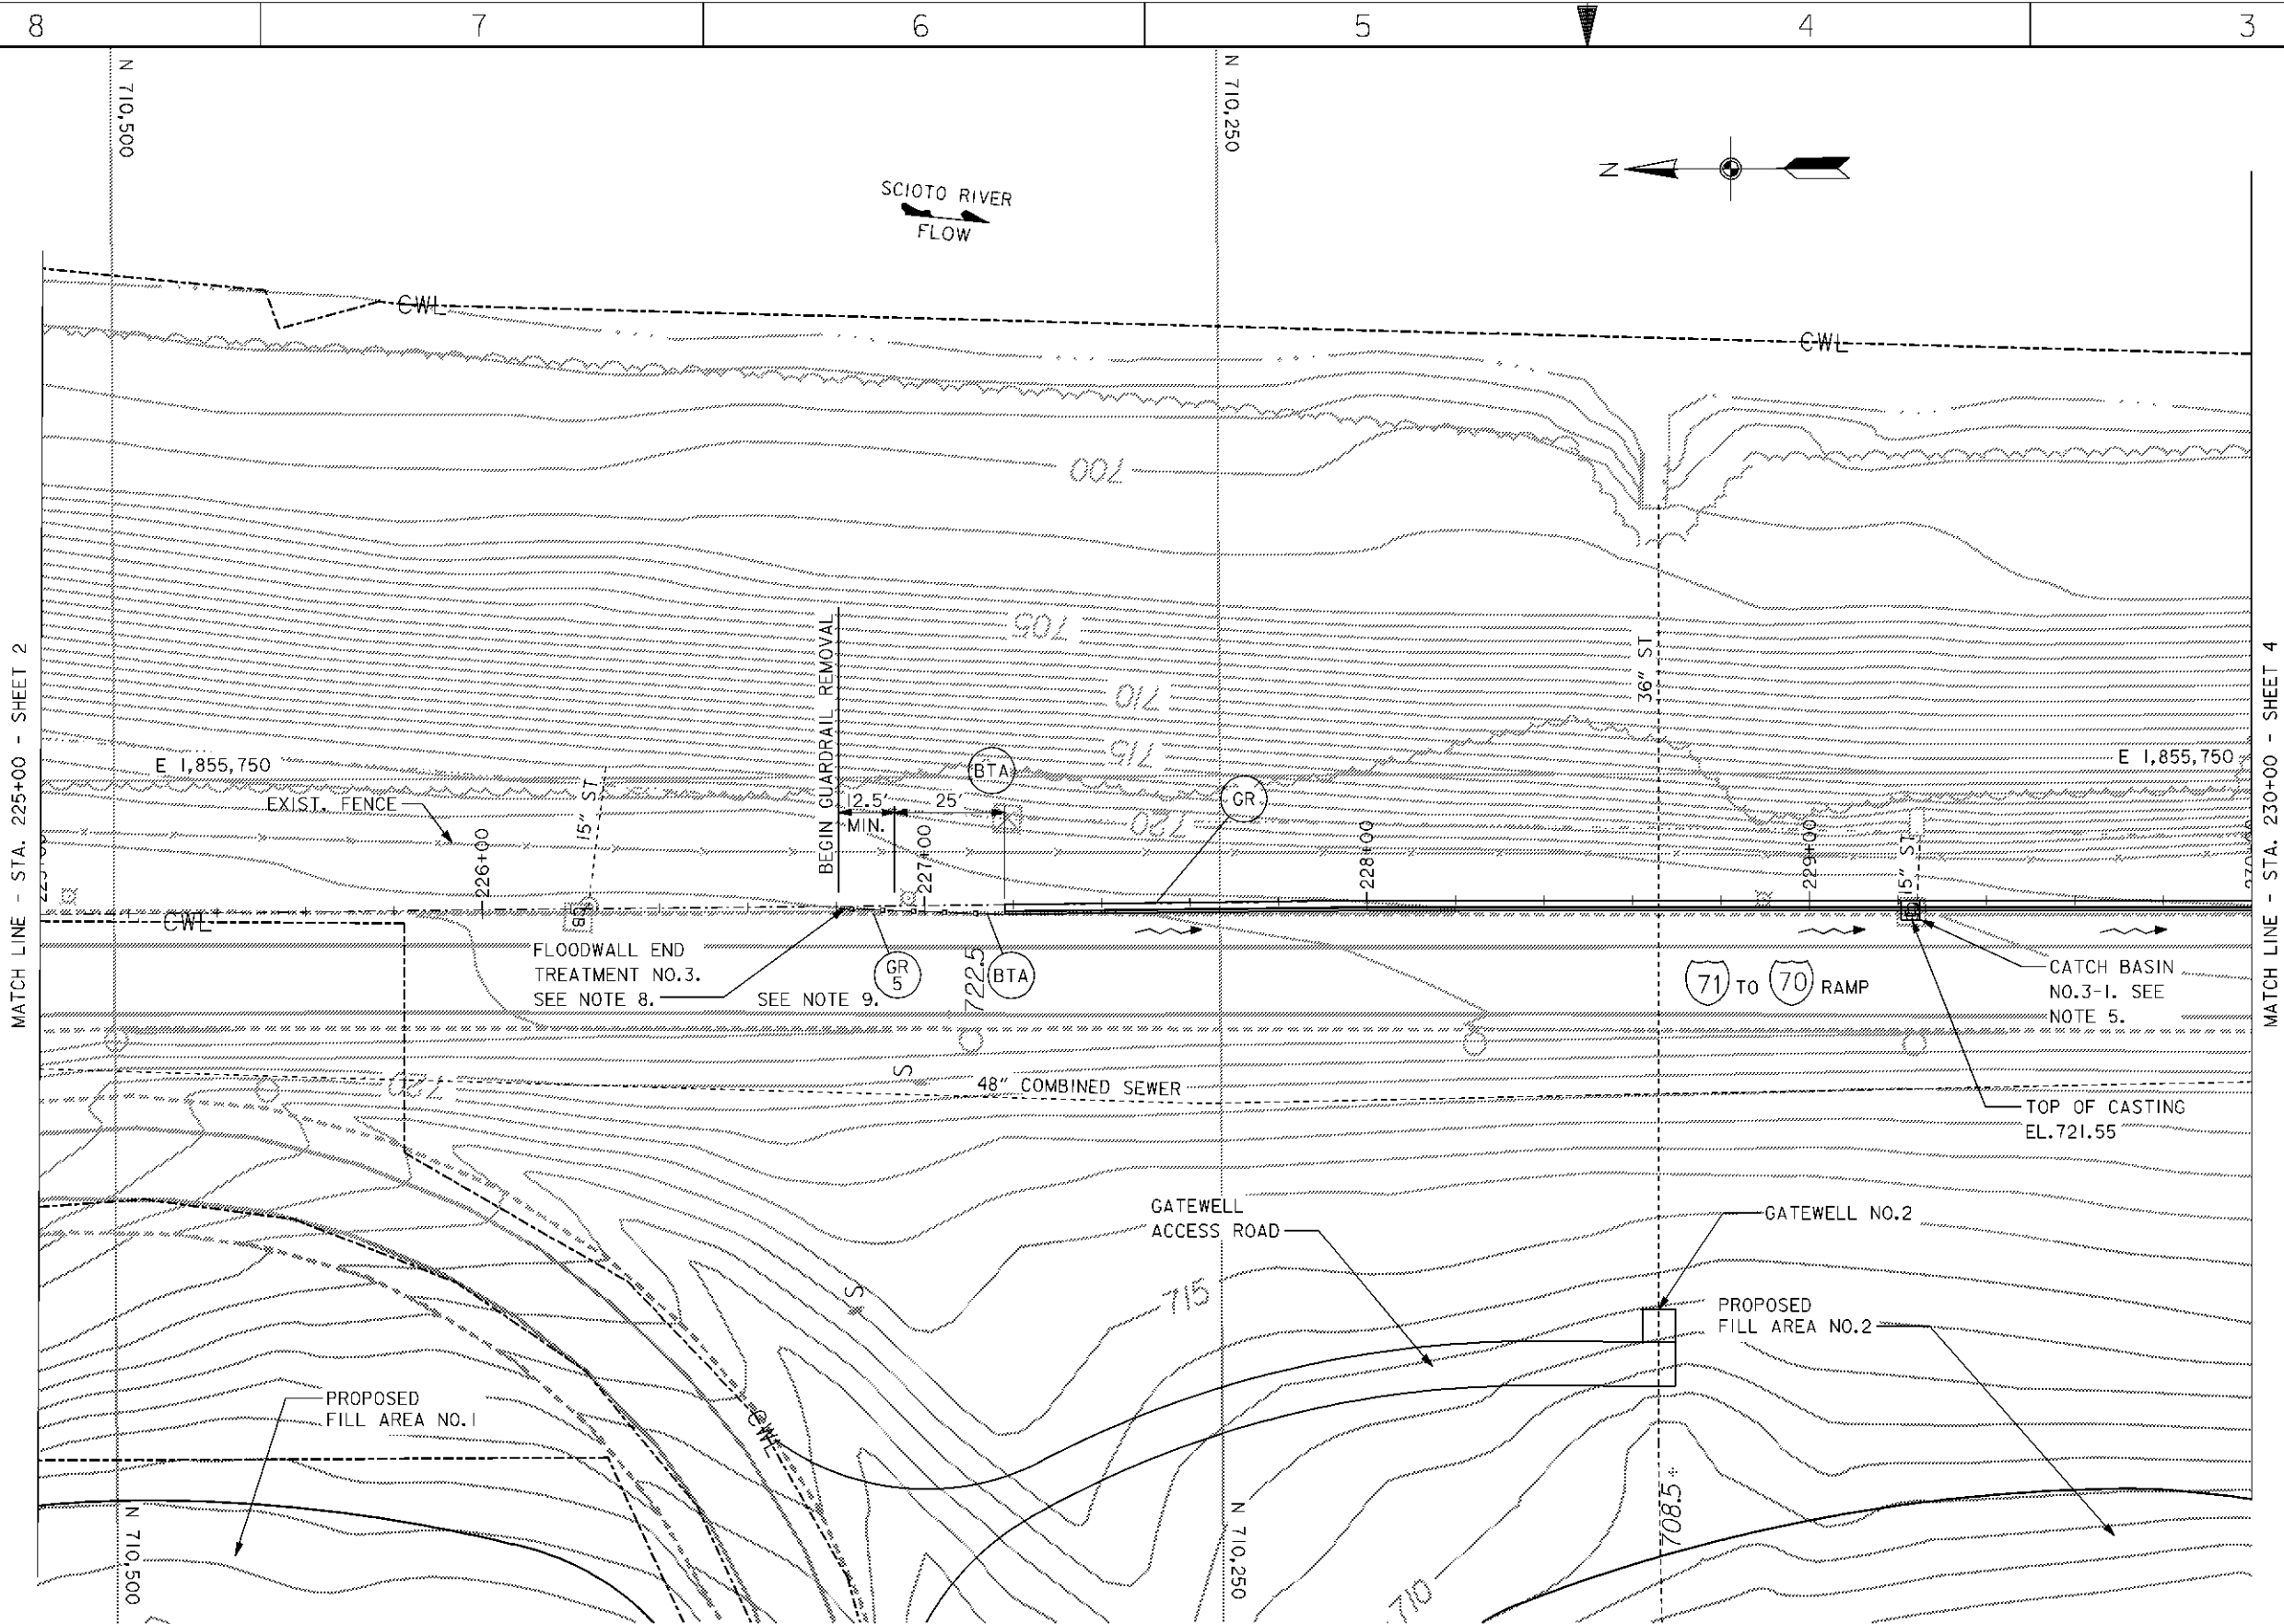 8
7
6
5
4
3
N 710,500
N 710,250
N
SCIOTO RIVER
FLOW
CWL
CWL
700
705
710
715
720
BEGIN GUARDRAIL REMOVAL
36" ST
MATCH LINE - STA. 225+00 - SHEET 2
MATCH LINE - STA. 230+00 - SHEET 4
E 1,855,750
E 1,855,750
EXIST. FENCE
15" ST
BTA
GR
12.5'
25'
MIN.
226+00
227+00
228+00
229+00
15" ST
CWL
CB
FLOODWALL END
TREATMENT NO.3.
SEE NOTE 8.
SEE NOTE 9.
GR
5
722.5
BTA
71 TO 70 RAMP
CATCH BASIN
NO.3-1. SEE
NOTE 5.
720
S
48" COMBINED SEWER
TOP OF CASTING
EL.721.55
GATEWELL
ACCESS ROAD
GATEWELL NO.2
S
715
PROPOSED
FILL AREA NO.2
PROPOSED
FILL AREA NO.1
CWL
708.5 +
N 710,500
N 710,250
710